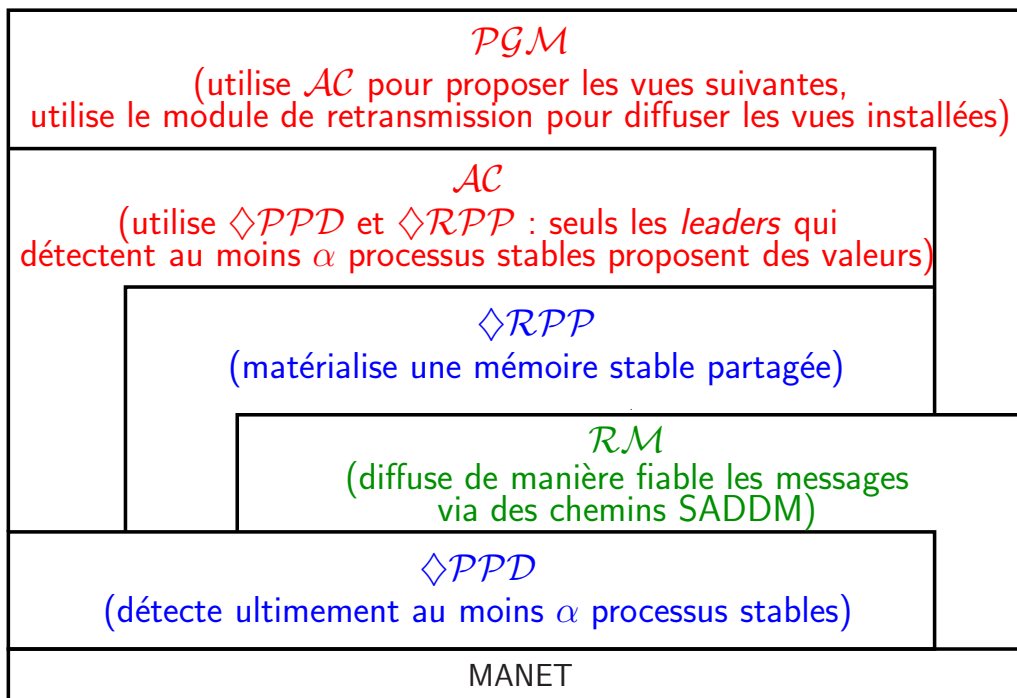 𝒫𝒢ℳ
(utilise 𝒜𝒞 pour proposer les vues suivantes,
utilise le module de retransmission pour diffuser les vues installées)
𝒜𝒞
(utilise ◇𝒫𝒫𝒟 et ◇ℛ𝒫𝒫 : seuls les leaders qui
détectent au moins α processus stables proposent des valeurs)
◇ℛ𝒫𝒫
(matérialise une mémoire stable partagée)
ℛℳ
(diffuse de manière fiable les messages
via des chemins SADDM)
◇𝒫𝒫𝒟
(détecte ultimement au moins α processus stables)
MANET